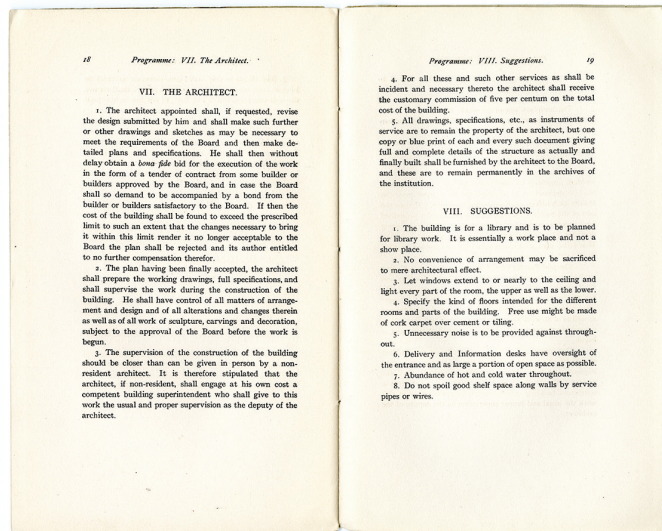 18 Programme: VII. The Architect.
VII. THE ARCHITECT.
1. The architect appointed shall, if requested, revise
the design submitted by him and shall make such further
or other drawings and sketches as may be necessary to
meet the requirements of the Board and then make de-
tailed plans and specifications. He shall then without
delay obtain a bona fide bid for the execution of the work
in the form of a tender of contract from some builder or
builders approved by the Board, and in case the Board
shall so demand to be accompanied by a bond from the
builder or builders satisfactory to the Board. If then the
cost of the building shall be found to exceed the prescribed
limit to such an extent that the changes necessary to bring
it within this limit render it no longer acceptable to the
Board the plan shall be rejected and its author entitled
to no further compensation therefor.
2. The plan having been finally accepted, the architect
shall prepare the working drawings, full specifications, and
shall supervise the work during the construction of the
building. He shall have control of all matters of arrange-
ment and design and of all alterations and changes therein
as well as of all work of sculpture, carvings and decoration,
subject to the approval of the Board before the work is
begun.
3. The supervision of the construction of the building
should be closer than can be given in person by a non-
resident architect. It is therefore stipulated that the
architect, if non-resident, shall engage at his own cost a
competent building superintendent who shall give to this
work the usual and proper supervision as the deputy of the
architect.
Programme: VIII. Suggestions. 19
4. For all these and such other services as shall be
incident and necessary thereto the architect shall receive
the customary commission of five per centum on the total
cost of the building.
5. All drawings, specifications, etc., as instruments of
service are to remain the property of the architect, but one
copy or blue print of each and every such document giving
full and complete details of the structure as actually and
finally built shall be furnished by the architect to the Board,
and these are to remain permanently in the archives of
the institution.
VIII. SUGGESTIONS.
1. The building is for a library and is to be planned
for library work. It is essentially a work place and not a
show place.
2. No convenience of arrangement may be sacrificed
to mere architectural effect.
3. Let windows extend to or nearly to the ceiling and
light every part of the room, the upper as well as the lower.
4. Specify the kind of floors intended for the different
rooms and parts of the building. Free use might be made
of cork carpet over cement or tiling.
5. Unnecessary noise is to be provided against through-
out.
6. Delivery and Information desks have oversight of
the entrance and as large a portion of open space as possible.
7. Abundance of hot and cold water throughout.
8. Do not spoil good shelf space along walls by service
pipes or wires.